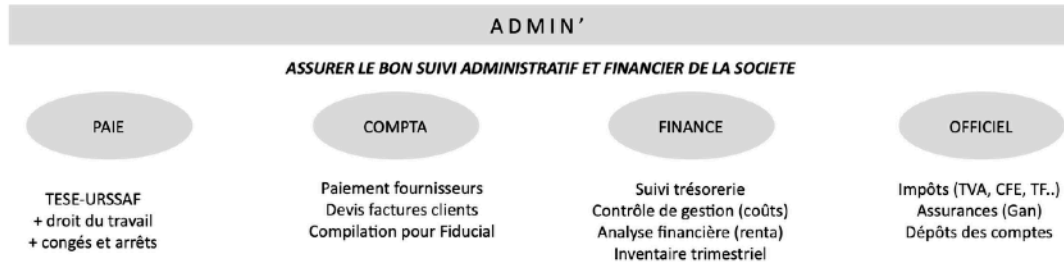 ADMIN’
ASSURER LE BON SUIVI ADMINISTRATIF ET FINANCIER DE LA SOCIETE
PAIE
TESE-URSSAF
+ droit du travail
+ congés et arrêts
COMPTA
Paiement fournisseurs
Devis factures clients
Compilation pour Fiducial
FINANCE
Suivi trésorerie
Contrôle de gestion (coûts)
Analyse financière (renta)
Inventaire trimestriel
OFFICIEL
Impôts (TVA, CFE, TF..)
Assurances (Gan)
Dépôts des comptes